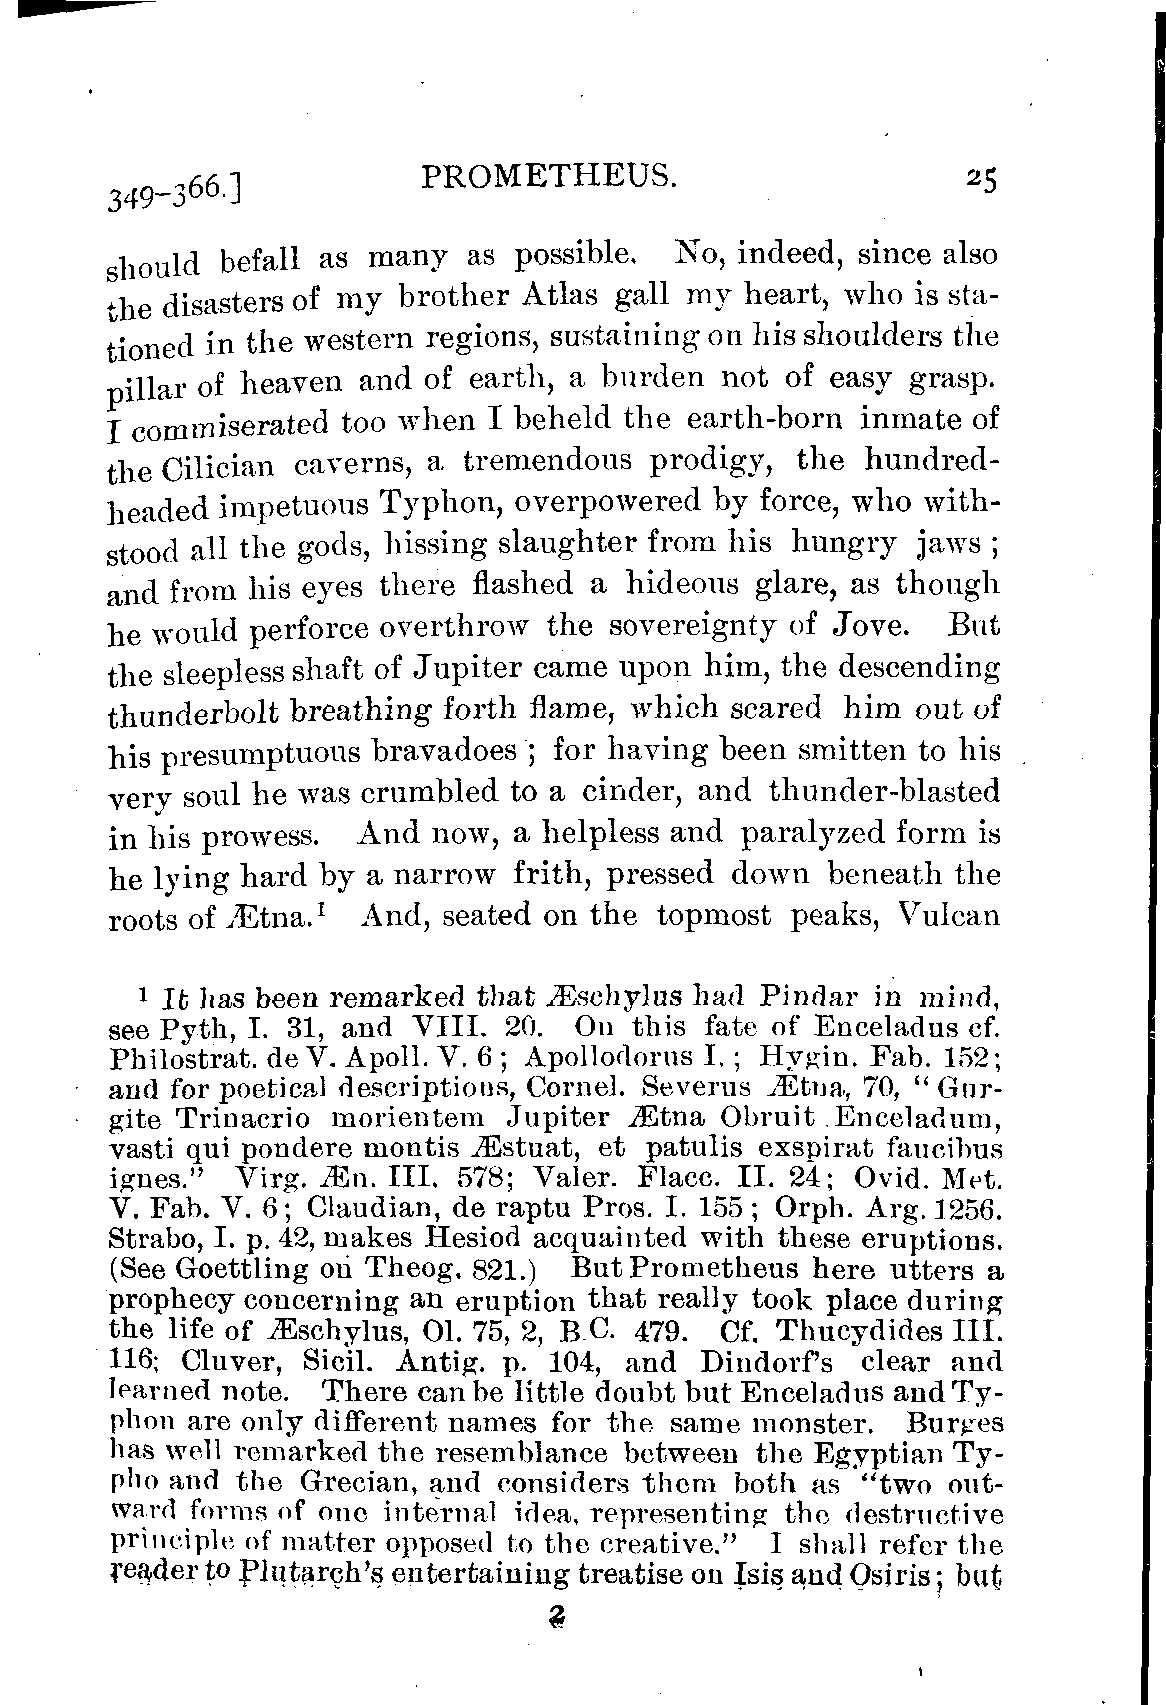 349–366.] PROMETHEUS. 25
should befall as many as possible. No, indeed, since also
the disasters of my brother Atlas gall my heart, who is sta-
tioned in the western regions, sustaining on his shoulders the
pillar of heaven and of earth, a burden not of easy grasp.
I commiserated too when I beheld the earth-born inmate of
the Cilician caverns, a tremendous prodigy, the hundred-
headed impetuous Typhon, overpowered by force, who with-
stood all the gods, hissing slaughter from his hungry jaws ;
and from his eyes there flashed a hideous glare, as though
he would perforce overthrow the sovereignty of Jove. But
the sleepless shaft of Jupiter came upon him, the descending
thunderbolt breathing forth flame, which scared him out of
his presumptuous bravadoes ; for having been smitten to his
very soul he was crumbled to a cinder, and thunder-blasted
in his prowess. And now, a helpless and paralyzed form is
he lying hard by a narrow frith, pressed down beneath the
roots of Ætna.¹ And, seated on the topmost peaks, Vulcan
¹ It has been remarked that Æschylus had Pindar in mind,
see Pyth, I. 31, and VIII. 20. On this fate of Enceladus cf.
Philostrat. de V. Apoll. V. 6 ; Apollodorus I. ; Hygin. Fab. 152;
and for poetical descriptions, Cornel. Severus Ætna, 70, “ Gur-
gite Trinacrio morientem Jupiter Ætna Obruit Enceladum,
vasti qui pondere montis Æstuat, et patulis exspirat faucibus
ignes.” Virg. Æn. III. 578; Valer. Flacc. II. 24; Ovid. Met.
V. Fab. V. 6 ; Claudian, de raptu Pros. I. 155 ; Orph. Arg. 1256.
Strabo, I. p. 42, makes Hesiod acquainted with these eruptions.
(See Goettling on Theog. 821.) But Prometheus here utters a
prophecy concerning an eruption that really took place during
the life of Æschylus, Ol. 75, 2, B.C. 479. Cf. Thucydides III.
116; Cluver, Sicil. Antig. p. 104, and Dindorf's clear and
learned note. There can be little doubt but Enceladus and Ty-
phon are only different names for the same monster. Burges
has well remarked the resemblance between the Egyptian Ty-
pho and the Grecian, and considers them both as “two out-
ward forms of one internal idea, representing the destructive
principle of matter opposed to the creative.” I shall refer the
reader to Plutarch's entertaining treatise on Isis and Osiris ; but
2